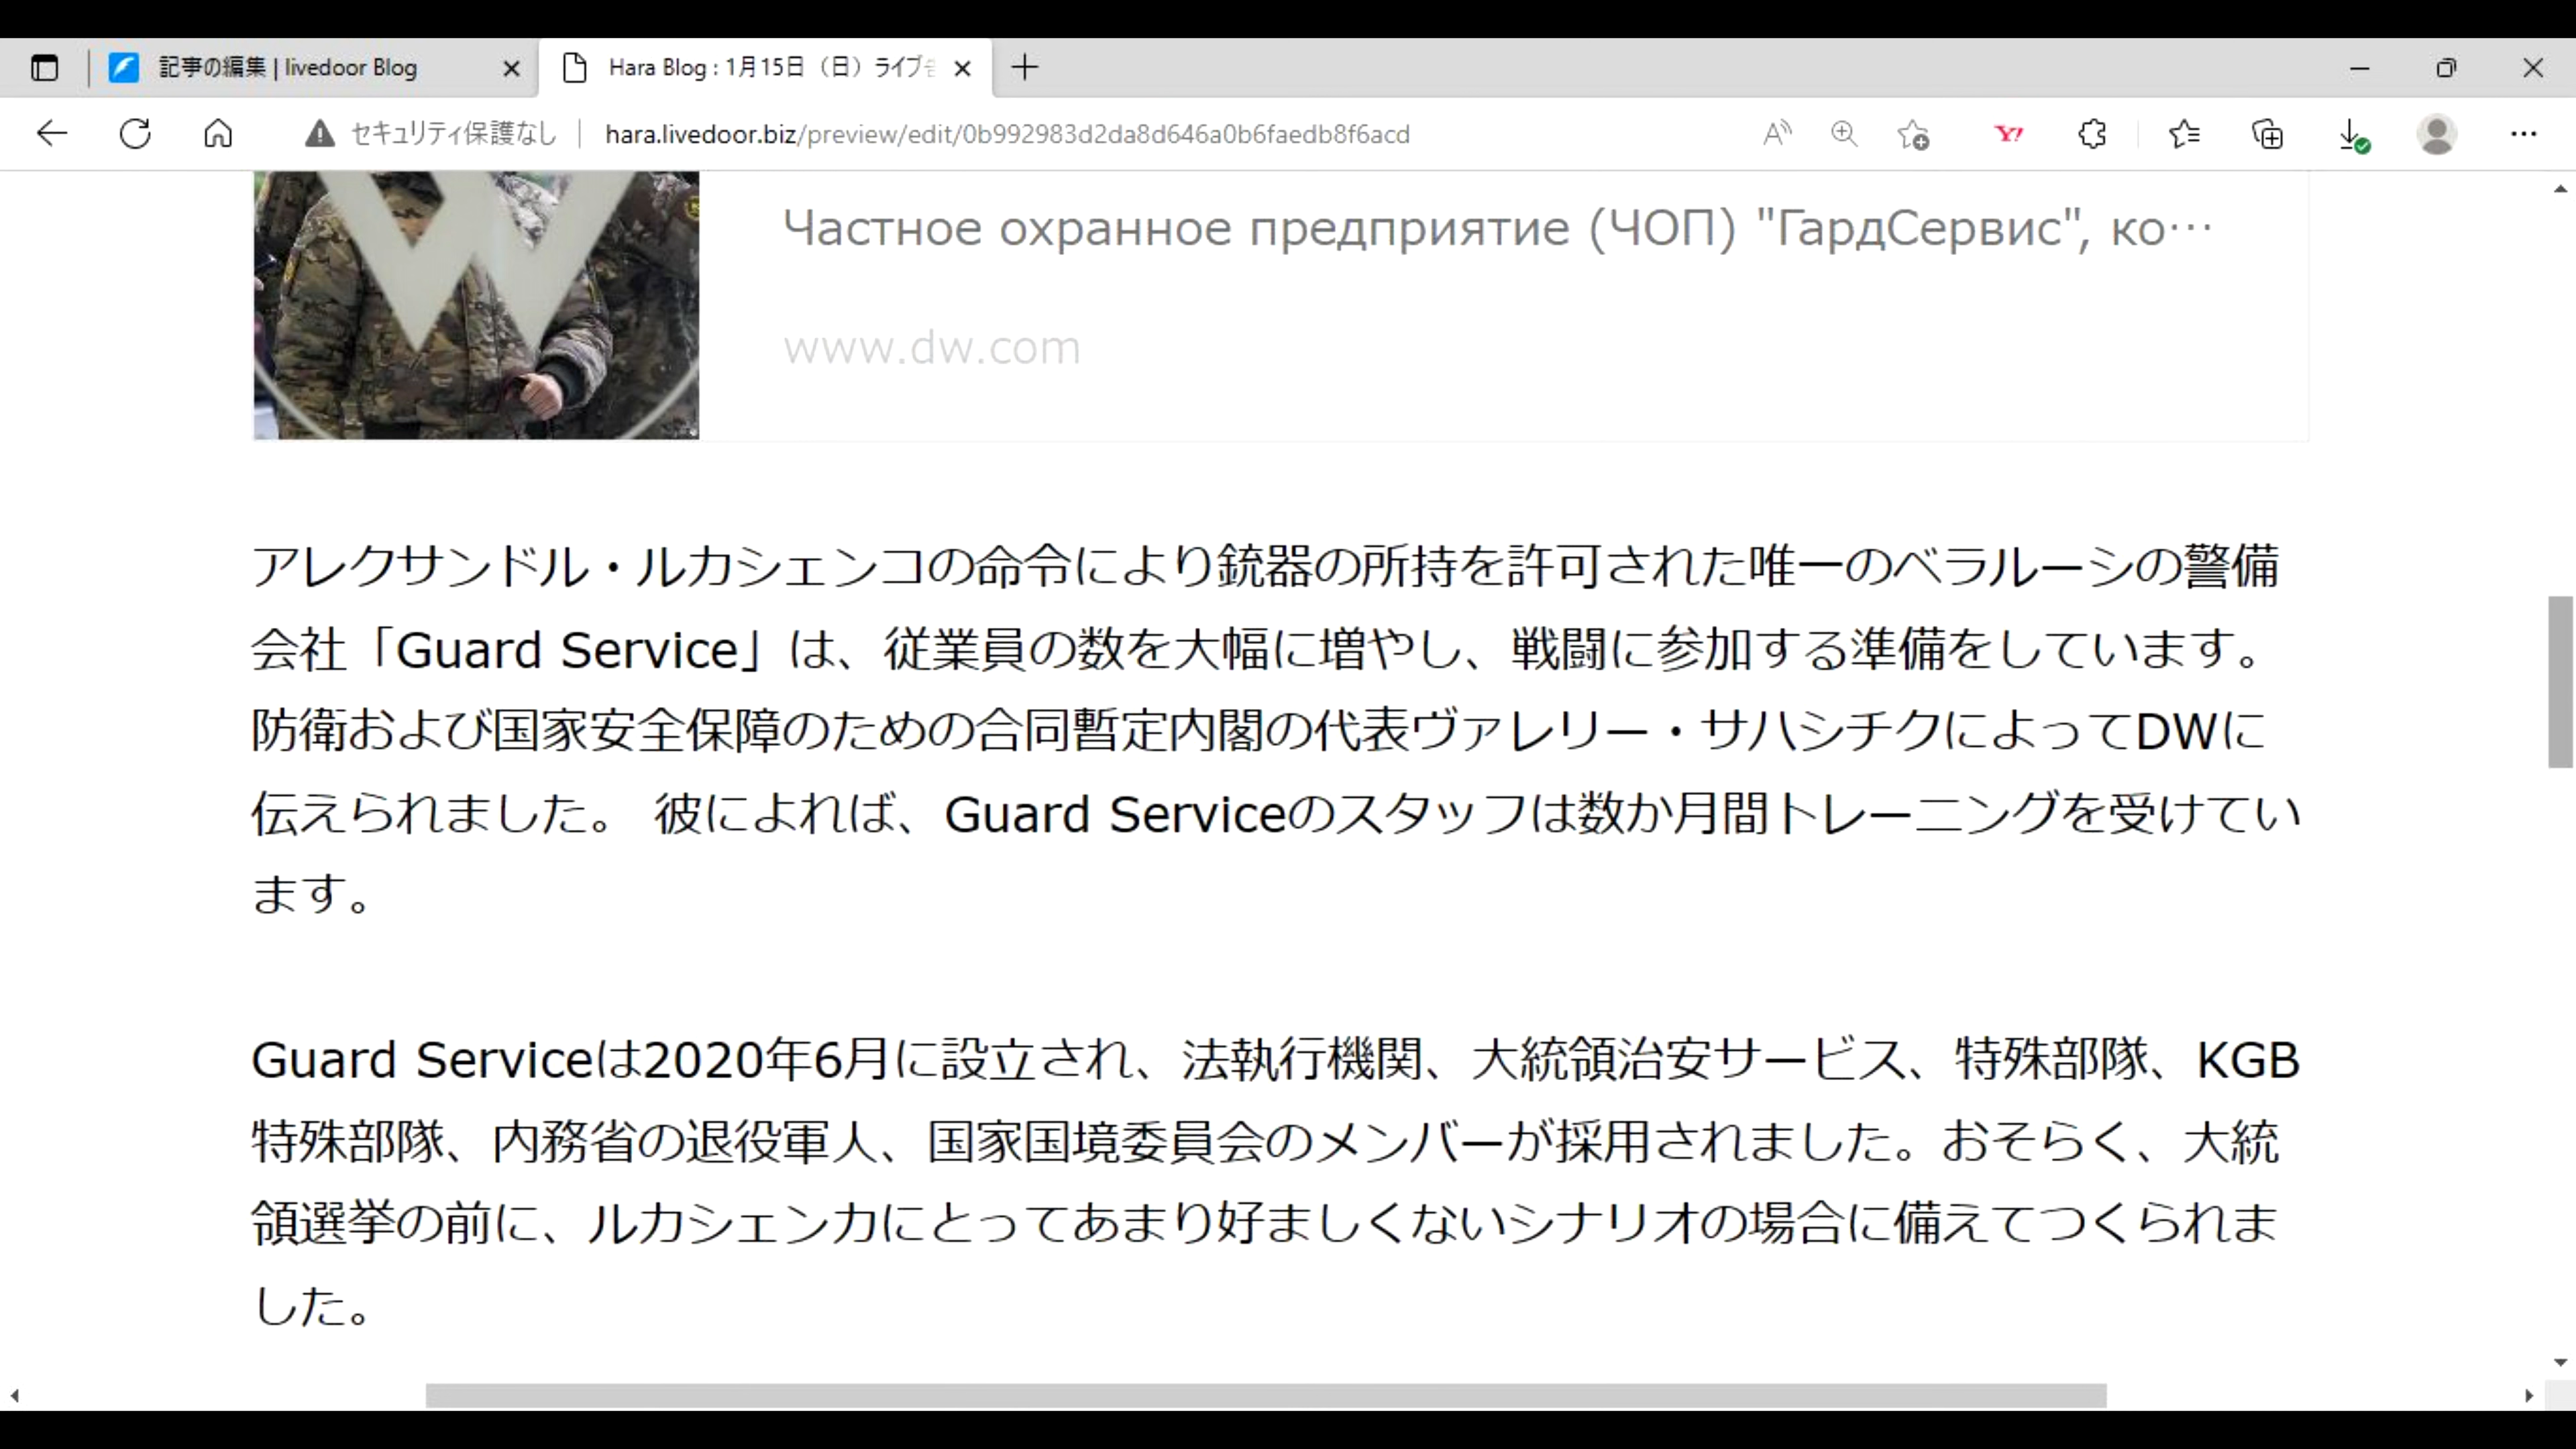 記事の編集 | livedoor Blog
Hara Blog : 1月15日（日）ライブ
セキュリティ保護なし
hara.livedoor.biz/preview/edit/0b992983d2da8d646a0b6faedb8f6acd
Частное охранное предприятие (ЧОП) "ГардСервис", ко…
www.dw.com
アレクサンドル・ルカシェンコの命令により銃器の所持を許可された唯一のベラルーシの警備
会社「Guard Service」は、従業員の数を大幅に増やし、戦闘に参加する準備をしています。
防衛および国家安全保障のための合同暫定内閣の代表ヴァレリー・サハシチクによってDWに
伝えられました。 彼によれば、Guard Serviceのスタッフは数か月間トレーニングを受けてい
ます。
Guard Serviceは2020年6月に設立され、法執行機関、大統領治安サービス、特殊部隊、KGB
特殊部隊、内務省の退役軍人、国家国境委員会のメンバーが採用されました。おそらく、大統
領選挙の前に、ルカシェンカにとってあまり好ましくないシナリオの場合に備えてつくられま
した。